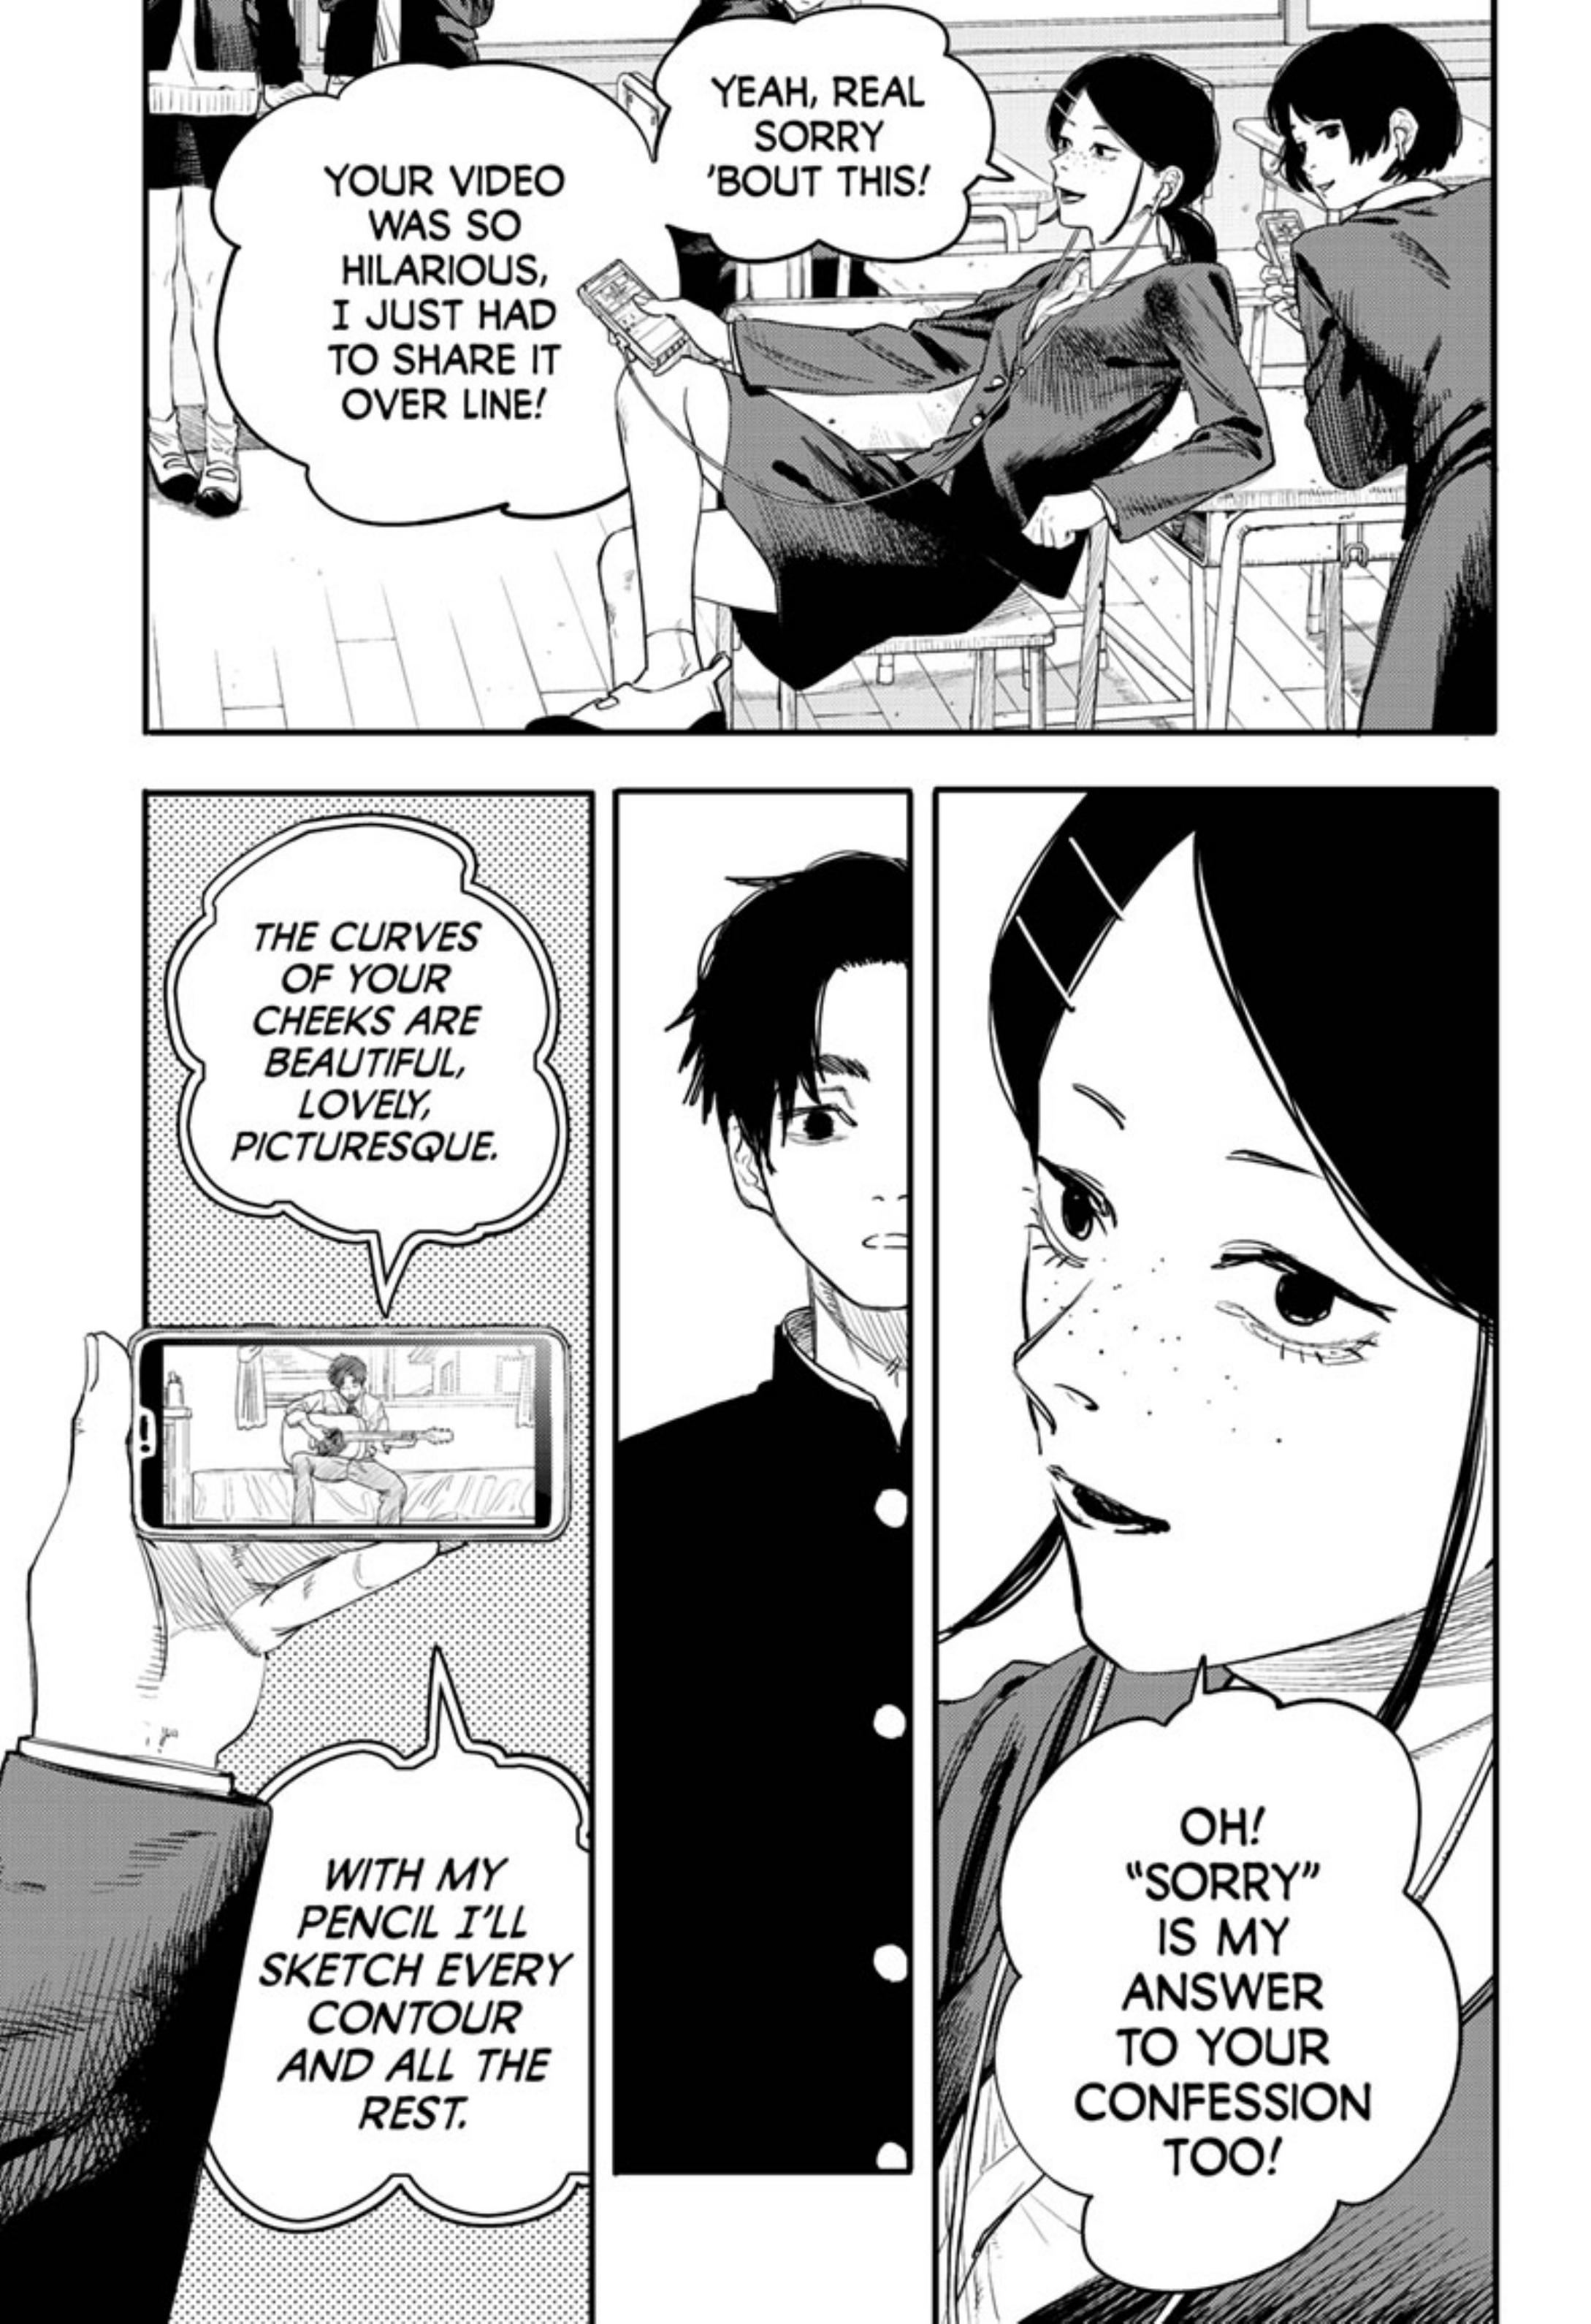 YEAH, REAL
SORRY
'BOUT THIS!
YOUR VIDEO
WAS SO
HILARIOUS,
I JUST HAD
TO SHARE IT
OVER LINE!
OH!
“SORRY”
IS MY
ANSWER
TO YOUR
CONFESSION
TOO!
THE CURVES
OF YOUR
CHEEKS ARE
BEAUTIFUL,
LOVELY,
PICTURESQUE.
WITH MY
PENCIL I'LL
SKETCH EVERY
CONTOUR
AND ALL THE
REST.